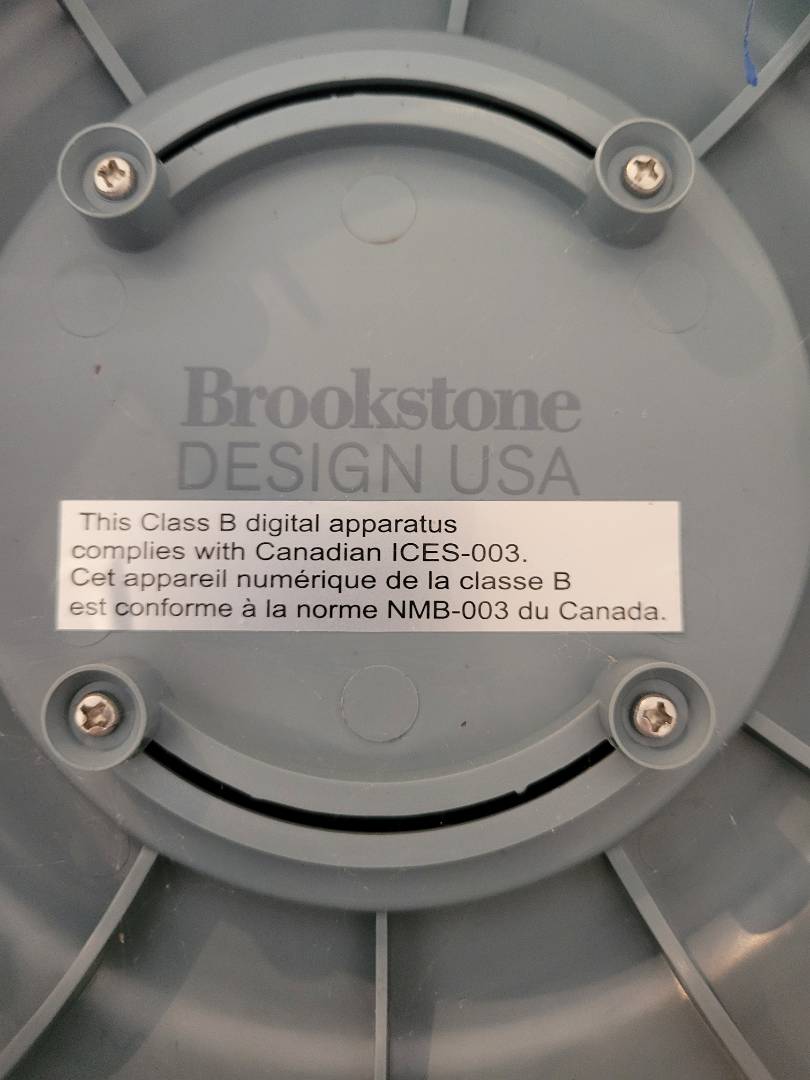 Brookstone
DESIGN USA
This Class B digital apparatus
complies with Canadian ICES-003.
Cet appareil numérique de la classe B
est conforme à la norme NMB-003 du Canada.